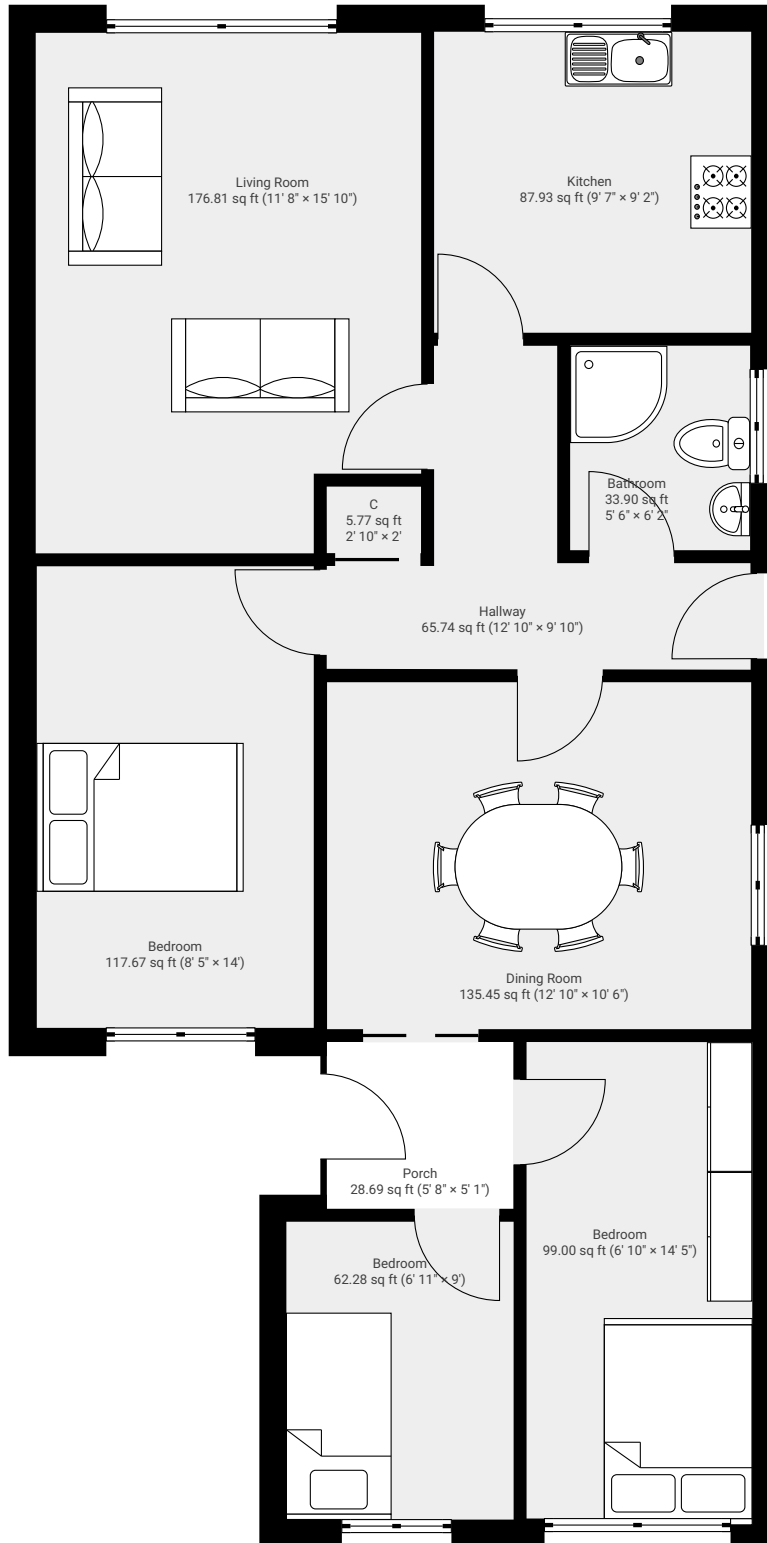 Living Room
176.81 sq ft (11' 8" × 15' 10")
Kitchen
87.93 sq ft (9' 7" × 9' 2")
C
5.77 sq ft
2' 10" × 2'
Bathroom
33.90 sq ft
5' 6" × 6' 2"
Hallway
65.74 sq ft (12' 10" × 9' 10")
Bedroom
117.67 sq ft (8' 5" × 14')
Dining Room
135.45 sq ft (12' 10" × 10' 6")
Porch
28.69 sq ft (5' 8" × 5' 1")
Bedroom
99.00 sq ft (6' 10" × 14' 5")
Bedroom
62.28 sq ft (6' 11" × 9')